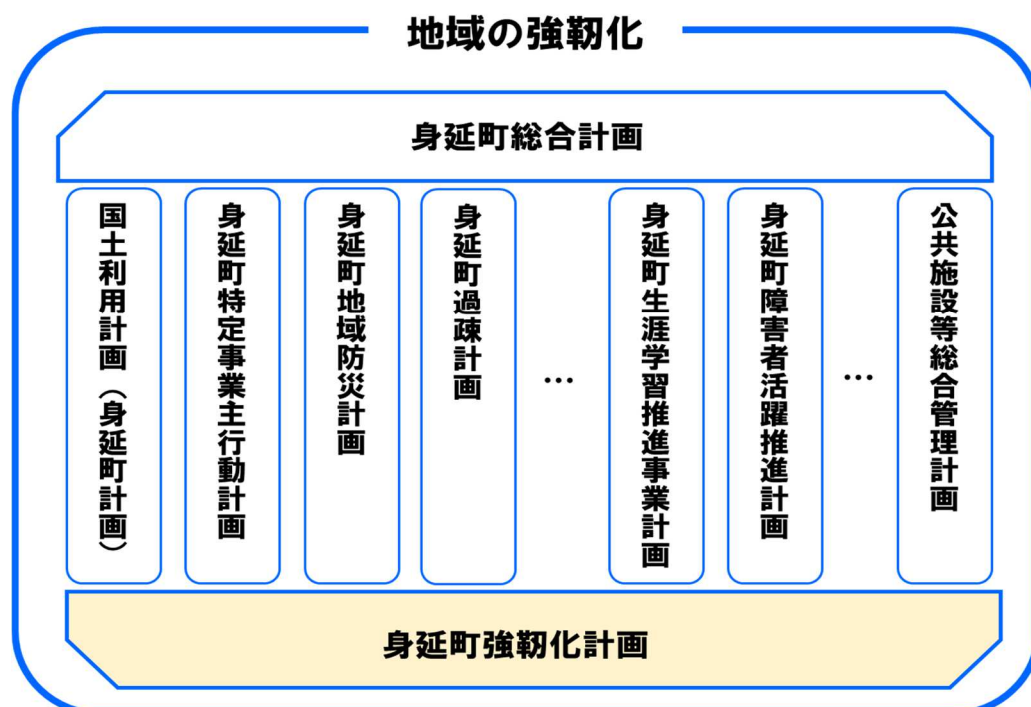 地域の強靭化
身延町総合計画
国土利用計画（身延町計画）
身延町特定事業主行動計画
身延町地域防災計画
身延町過疎計画
…
身延町生涯学習推進事業計画
身延町障害者活躍推進計画
…
公共施設等総合管理計画
身延町強靭化計画